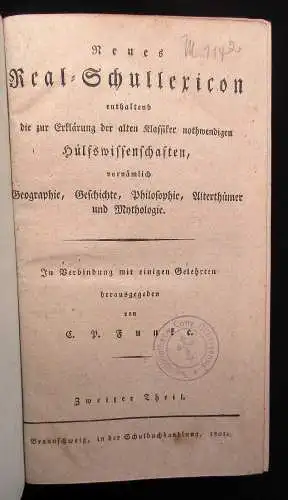 M. 1142
Neues
Real-Schullexicon
enthaltend
die zur Erklärung der alten Klassiker nothwendigen
Hülfswissenschaften,
vornämlich
Geographie, Geschichte, Philosophie, Alterthümer
und Mythologie.
In Verbindung mit einigen Gelehrten
herausgegeben
von
C. P. Funke.
Zweiter Theil.
Braunschweig, in der Schulbuchhandlung,